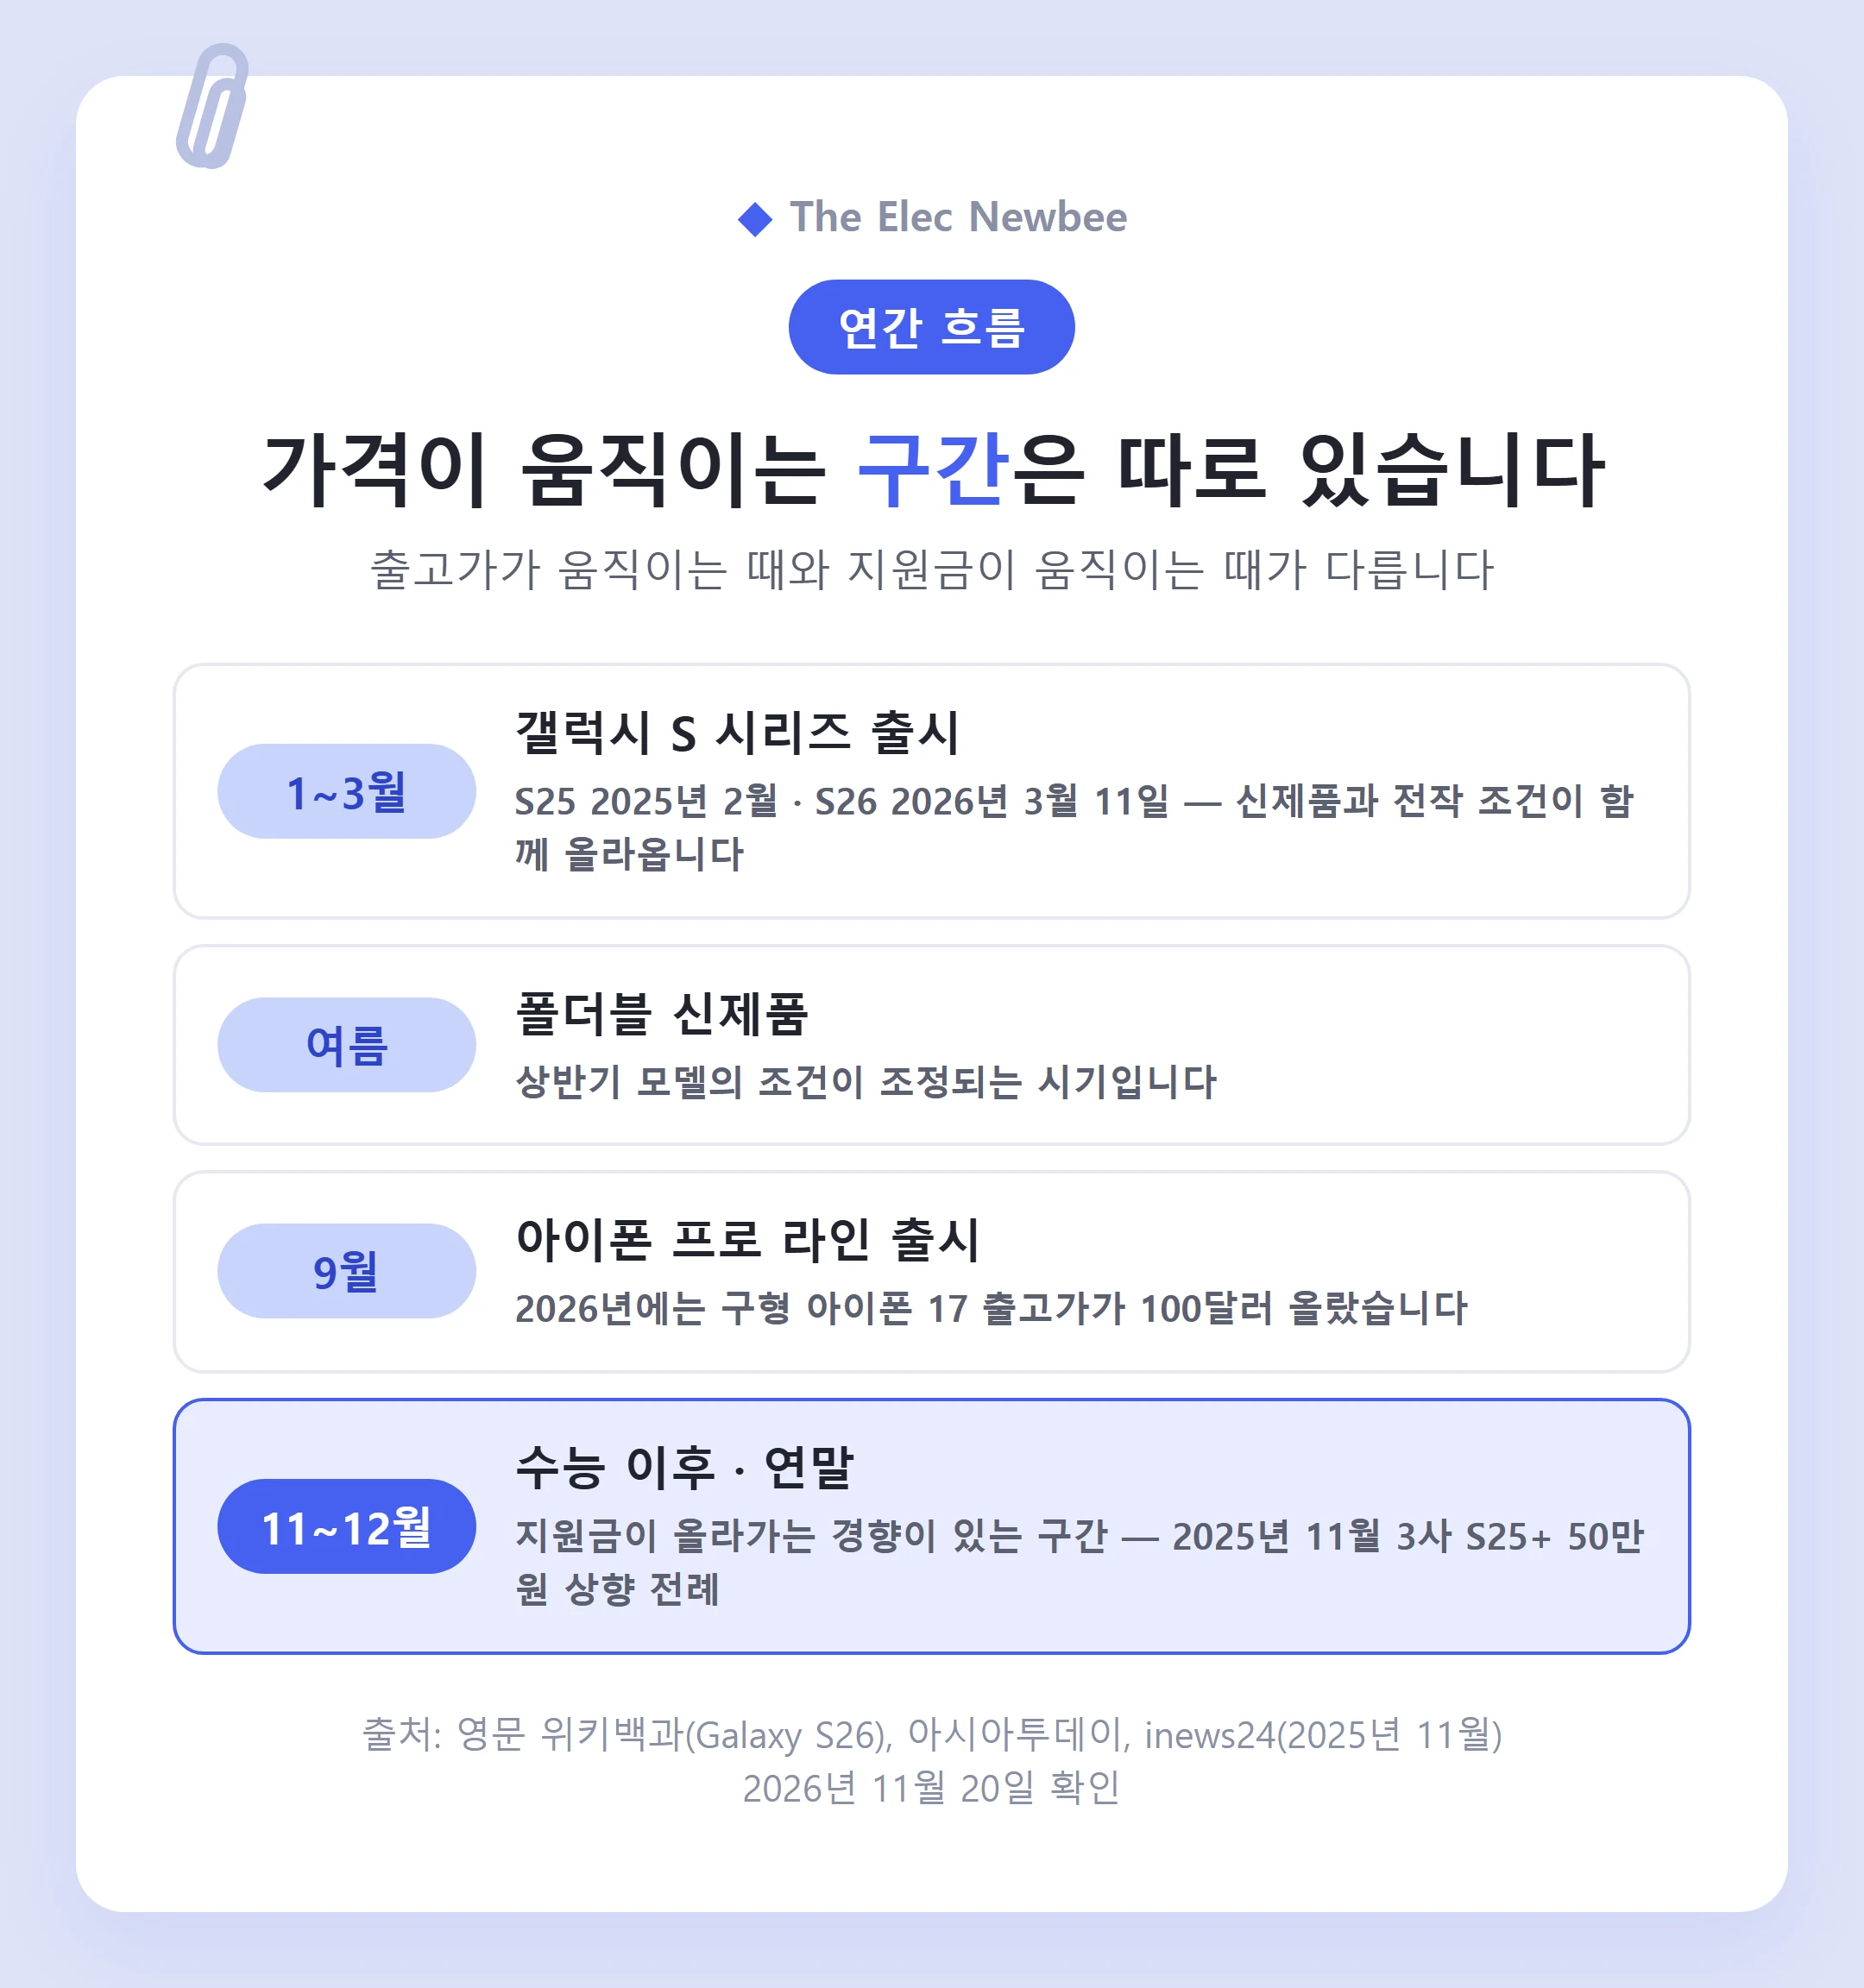 ◆ The Elec Newbee
연간 흐름
가격이 움직이는 구간은 따로 있습니다
출고가가 움직이는 때와 지원금이 움직이는 때가 다릅니다
1~3월
갤럭시 S 시리즈 출시
S25 2025년 2월 · S26 2026년 3월 11일 — 신제품과 전작 조건이 함
께 올라옵니다
여름
폴더블 신제품
상반기 모델의 조건이 조정되는 시기입니다
9월
아이폰 프로 라인 출시
2026년에는 구형 아이폰 17 출고가가 100달러 올랐습니다
11~12월
수능 이후 · 연말
지원금이 올라가는 경향이 있는 구간 — 2025년 11월 3사 S25+ 50만
원 상향 전례
출처: 영문 위키백과(Galaxy S26), 아시아투데이, inews24(2025년 11월)
2026년 11월 20일 확인